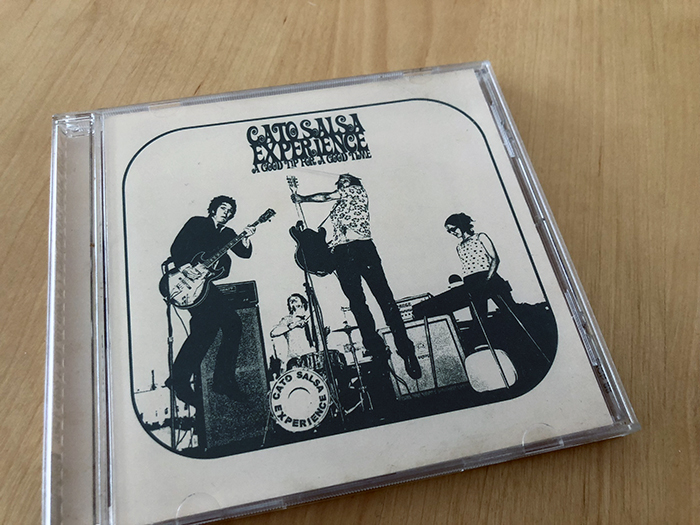 CATO SALSA
EXPERIENCE
A GOOD TIP FOR A GOOD TIME
CATO SALSA
EXPERIENCE